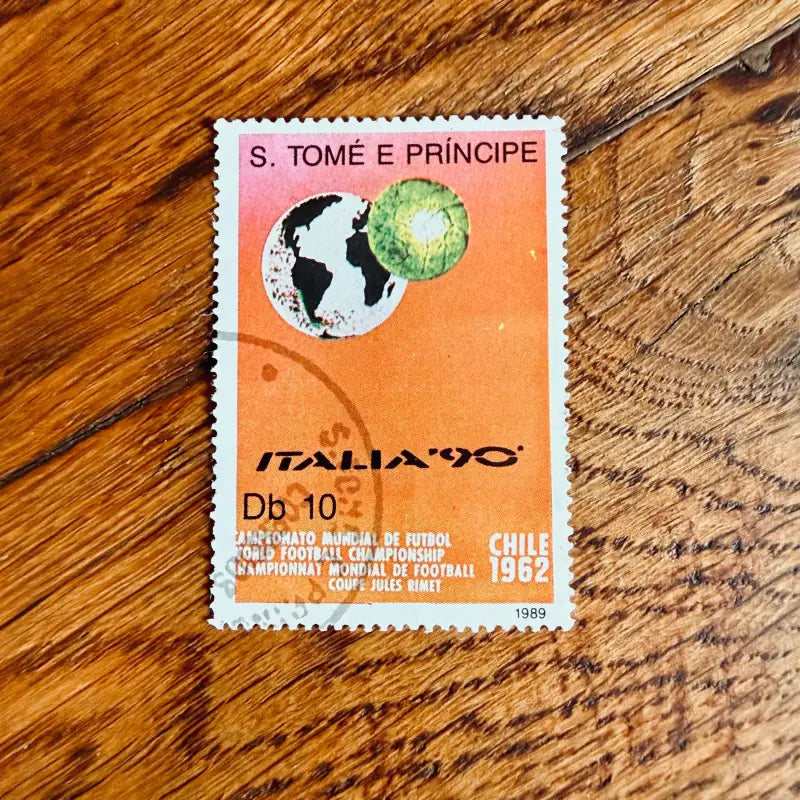 S. TOMÉ E PRÍNCIPE
ITALIA'90
Db 10
CAMPEONATO MUNDIAL DE FUTBOL
WORLD FOOTBALL CHAMPIONSHIP
CHAMPIONNAT MONDIAL DE FOOTBALL
COUPE JULES RIMET
CHILE
1962
1989